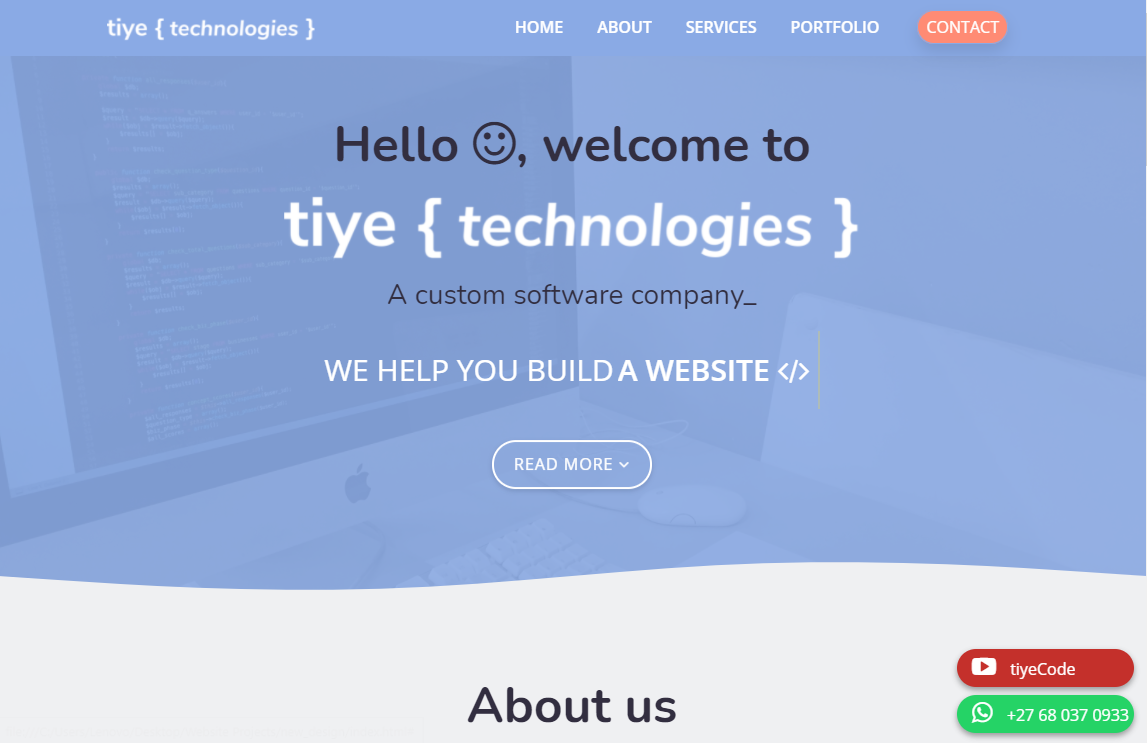 tiye { technologies }
HOME ABOUT SERVICES PORTFOLIO CONTACT
Hello ☺, welcome to
tiye { technologies }
A custom software company_
WE HELP YOU BUILD A WEBSITE </>
READ MORE
About us
tiyeCode
+27 68 037 0933